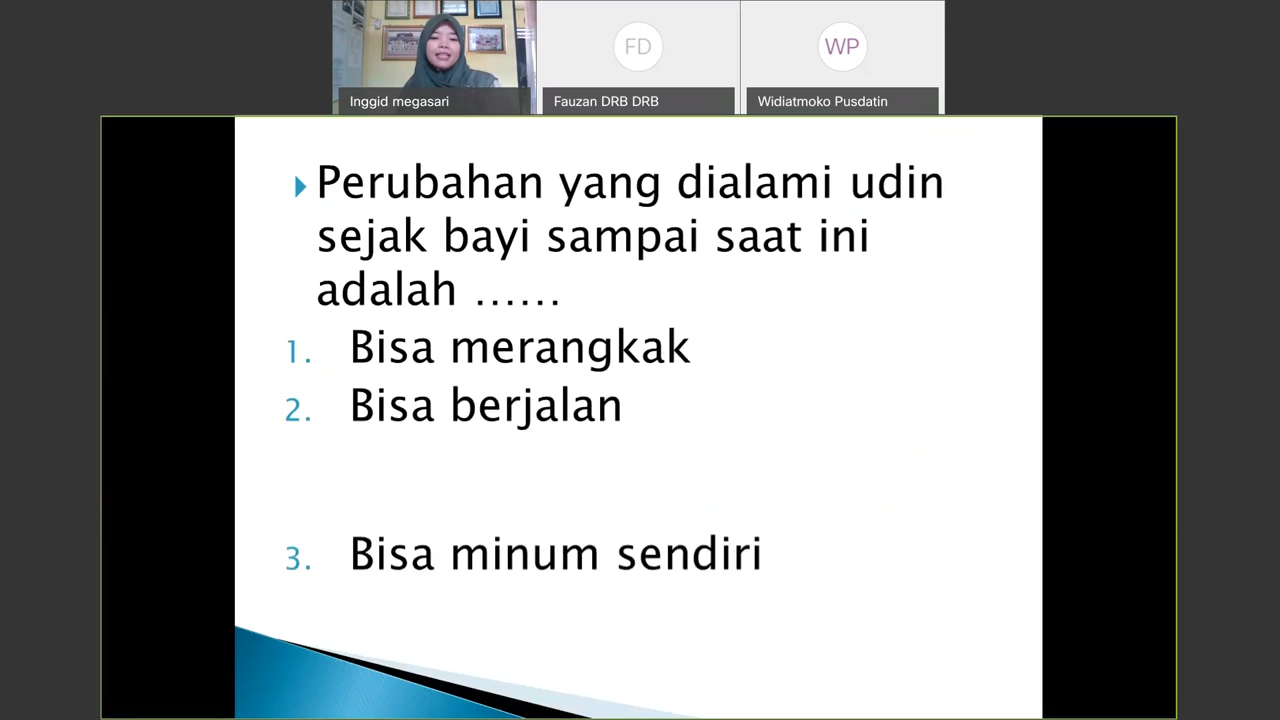 Inggid megasari
FD
Fauzan DRB DRB
WP
Widiatmoko Pusdatin
Perubahan yang dialami udin
sejak bayi sampai saat ini
adalah ......
1. Bisa merangkak
2. Bisa berjalan
3. Bisa minum sendiri